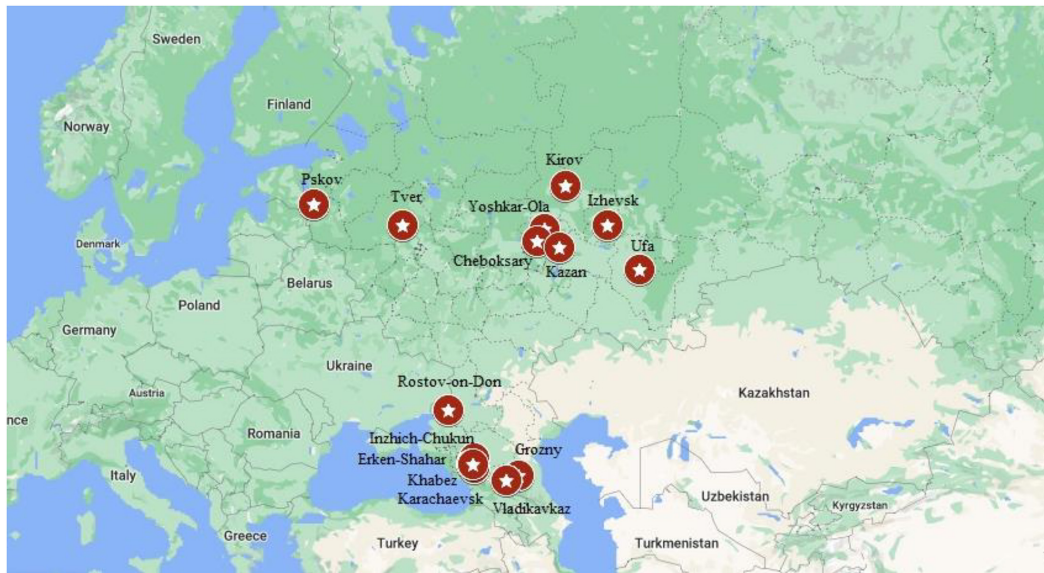 Sweden
Finland
Norway
Kirov
Pskov
Tver
Yoshkar-Ola
Izhevsk
Denmark
Ufa
Cheboksary
Kazan
Belarus
Poland
Germany
Ukraine
Rostov-on-Don
Austria
Kazakhstan
nce
Romania
Inzhich-Chukun
Grozny
Erken-Shahar
Italy
Khabez
Karachaevsk
Uzbekistan
Kyrgyzstan
Vladikavkaz
Greece
Turkey
Turkmenistan